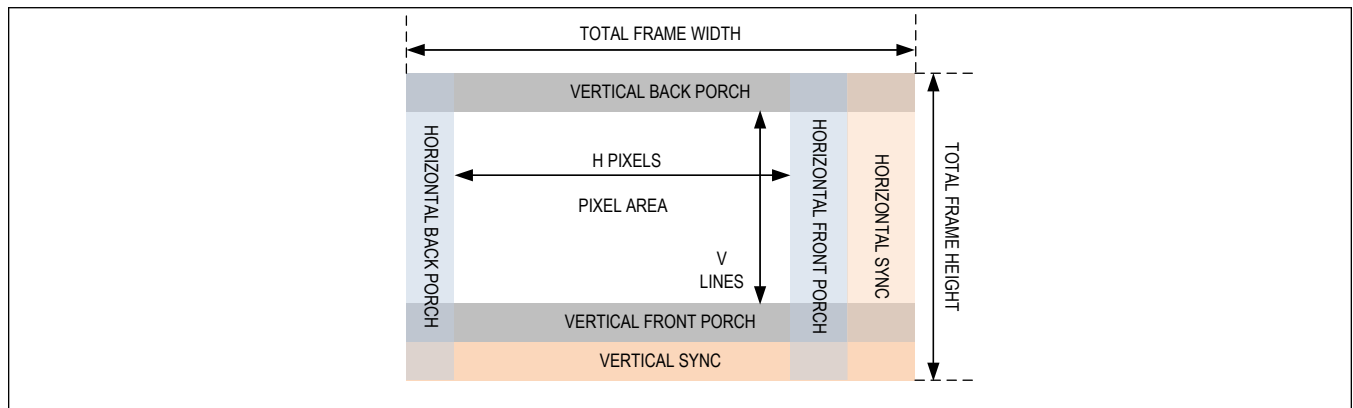 TOTAL FRAME WIDTH
VERTICAL BACK PORCH
HORIZONTAL BACK PORCH
H PIXELS
PIXEL AREA
V
LINES
HORIZONTAL FRONT PORCH
HORIZONTAL SYNC
TOTAL FRAME HEIGHT
VERTICAL FRONT PORCH
VERTICAL SYNC